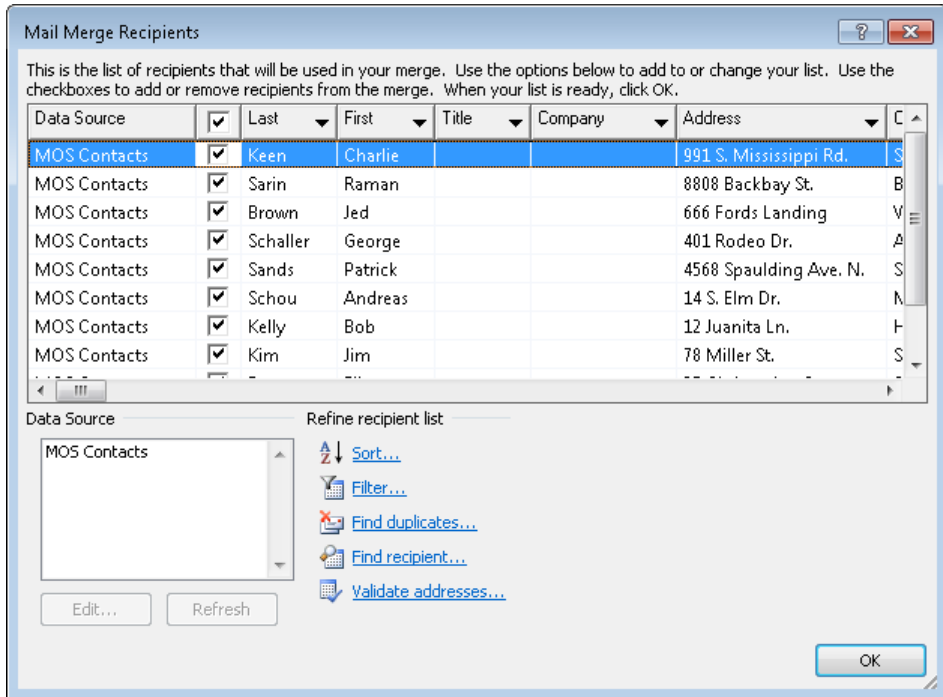 Mail Merge Recipients
This is the list of recipients that will be used in your merge. Use the options below to add to or change your list. Use the
checkboxes to add or remove recipients from the merge. When your list is ready, click OK.
Data Source Last First Title Company Address C
MOS Contacts Keen Charlie 991 S. Mississippi Rd. S
MOS Contacts Sarin Raman 8808 Backbay St. B
MOS Contacts Brown Jed 666 Fords Landing V
MOS Contacts Schaller George 401 Rodeo Dr. A
MOS Contacts Sands Patrick 4568 Spaulding Ave. N. S
MOS Contacts Schou Andreas 14 S. Elm Dr. N
MOS Contacts Kelly Bob 12 Juanita Ln. H
MOS Contacts Kim Jim 78 Miller St. S
Data Source
Refine recipient list
MOS Contacts
Sort...
Filter...
Find duplicates...
Find recipient...
Validate addresses...
Edit... Refresh
OK